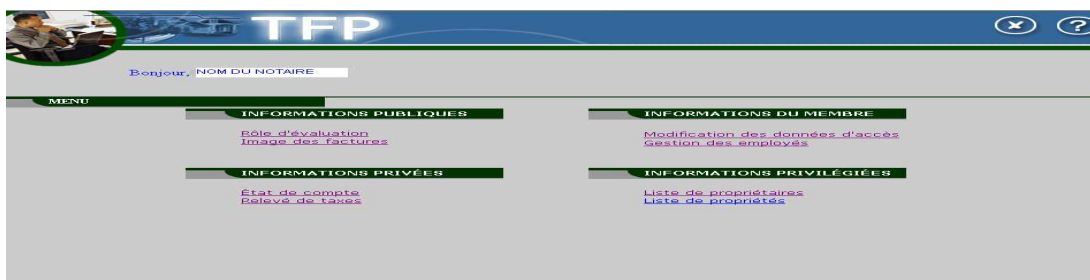 TFP
Bonjour, NOM DU NOTAIRE
MENU
INFORMATIONS PUBLIQUES
Rôle d'évaluation
Image des factures
INFORMATIONS DU MEMBRE
Modification des données d'accès
Gestion des employés
INFORMATIONS PRIVÉES
État de compte
Relevé de taxes
INFORMATIONS PRIVILÉGIÉES
Liste de propriétaires
Liste de propriétés